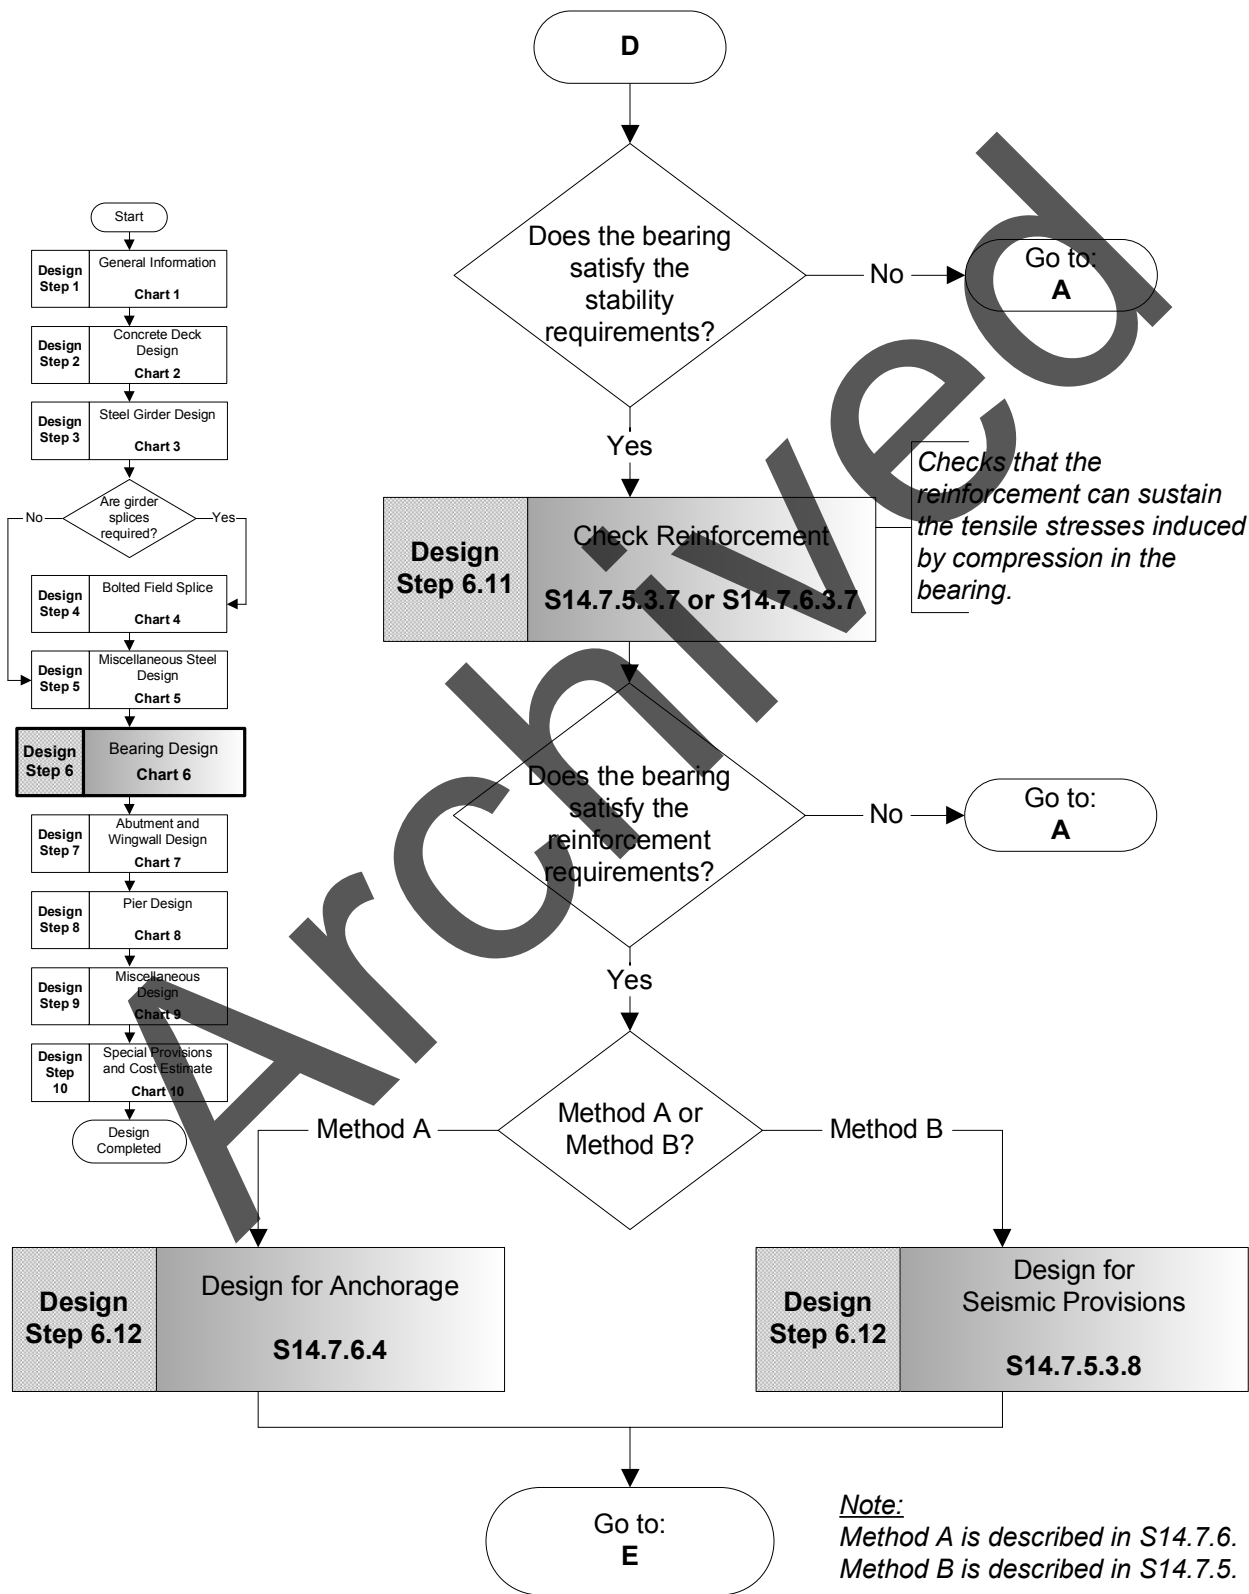 D
Does the bearing
satisfy the
stability
requirements?
No
Go to:
A
Yes
Design
Step 6.11
Check Reinforcement
S14.7.5.3.7 or S14.7.6.3.7
Checks that the
reinforcement can sustain
the tensile stresses induced
by compression in the
bearing.
Does the bearing
satisfy the
reinforcement
requirements?
No
Go to:
A
Yes
Method A or
Method B?
Method A
Method B
Design
Step 6.12
Design for Anchorage
S14.7.6.4
Design
Step 6.12
Design for
Seismic Provisions
S14.7.5.3.8
Go to:
E
Note:
Method A is described in S14.7.6.
Method B is described in S14.7.5.
Start
Design
Step 1
General Information
Chart 1
Design
Step 2
Concrete Deck
Design
Chart 2
Design
Step 3
Steel Girder Design
Chart 3
Are girder
splices
required?
No
Yes
Design
Step 4
Bolted Field Splice
Chart 4
Design
Step 5
Miscellaneous Steel
Design
Chart 5
Design
Step 6
Bearing Design
Chart 6
Design
Step 7
Abutment and
Wingwall Design
Chart 7
Design
Step 8
Pier Design
Chart 8
Design
Step 9
Miscellaneous
Design
Chart 9
Design
Step
10
Special Provisions
and Cost Estimate
Chart 10
Design
Completed
Archived